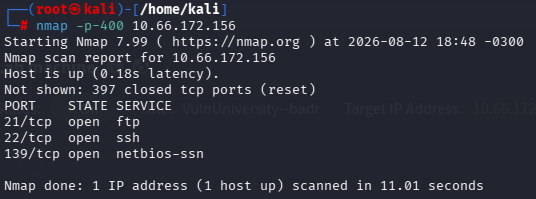 ┌──(root㉿kali)-[/home/kali]
└─# nmap -p-400 10.66.172.156
Starting Nmap 7.99 ( https://nmap.org ) at 2026-08-12 18:48 -0300
Nmap scan report for 10.66.172.156
Host is up (0.18s latency).
Not shown: 397 closed tcp ports (reset)
PORT    STATE SERVICE
21/tcp  open  ftp
VulnUniversity--badr Target IP Address: 10.66.172
22/tcp  open  ssh
139/tcp open  netbios-ssn
Nmap done: 1 IP address (1 host up) scanned in 11.01 seconds